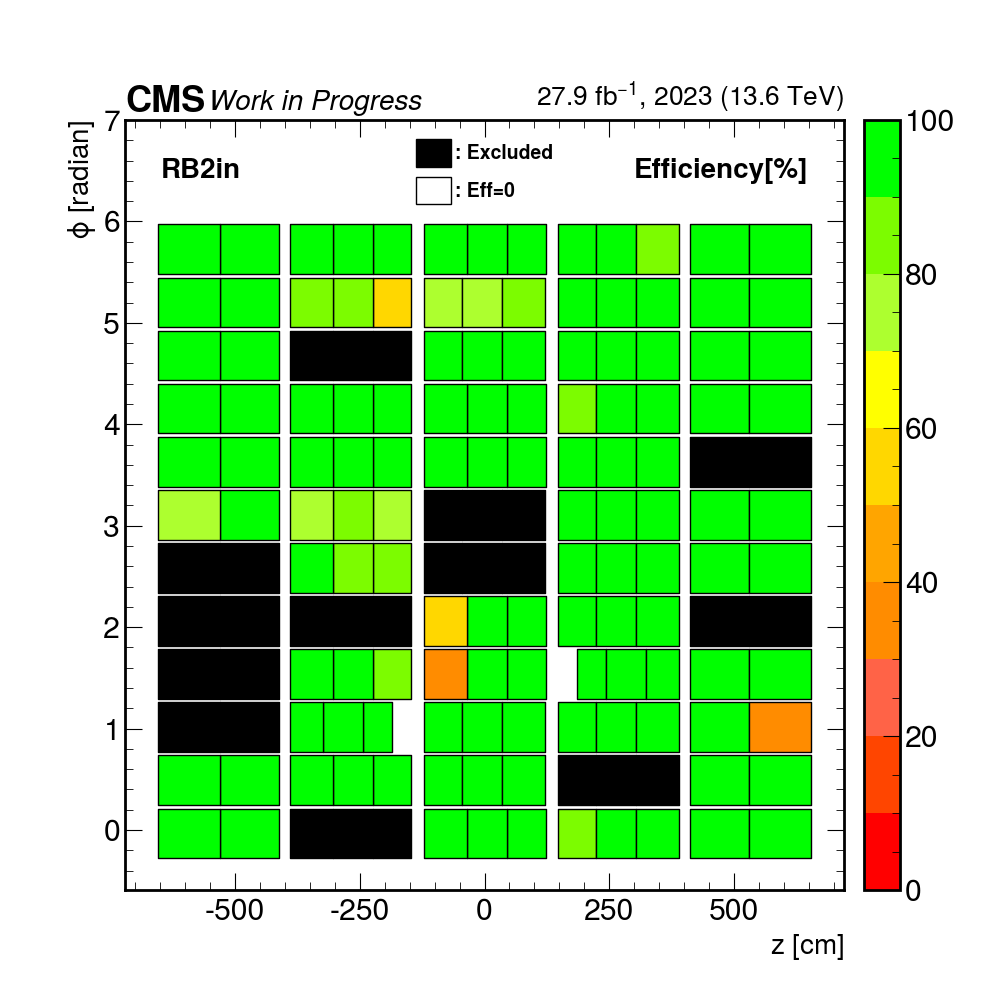 CMS Work in Progress 27.9 fb⁻¹, 2023 (13.6 TeV)
RB2in : Excluded Efficiency[%]
: Eff=0
ϕ [radian]
7
6
5
4
3
2
1
0
-500 -250 0 250 500
z [cm]
100
80
60
40
20
0